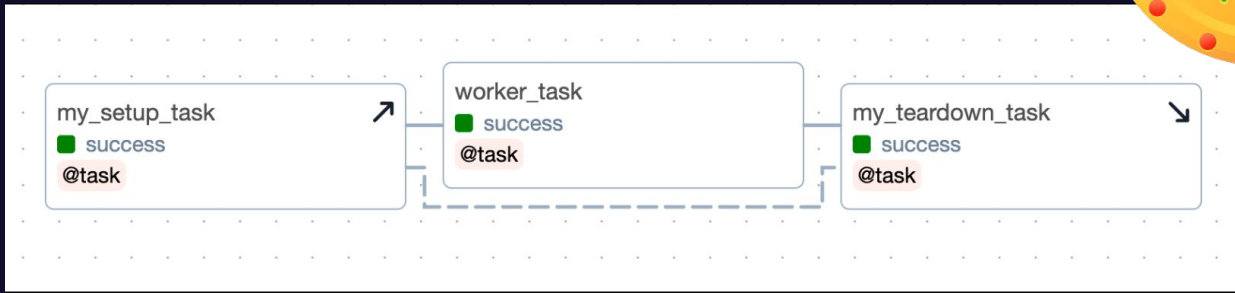 my_setup_task
success
@task
worker_task
success
@task
my_teardown_task
success
@task